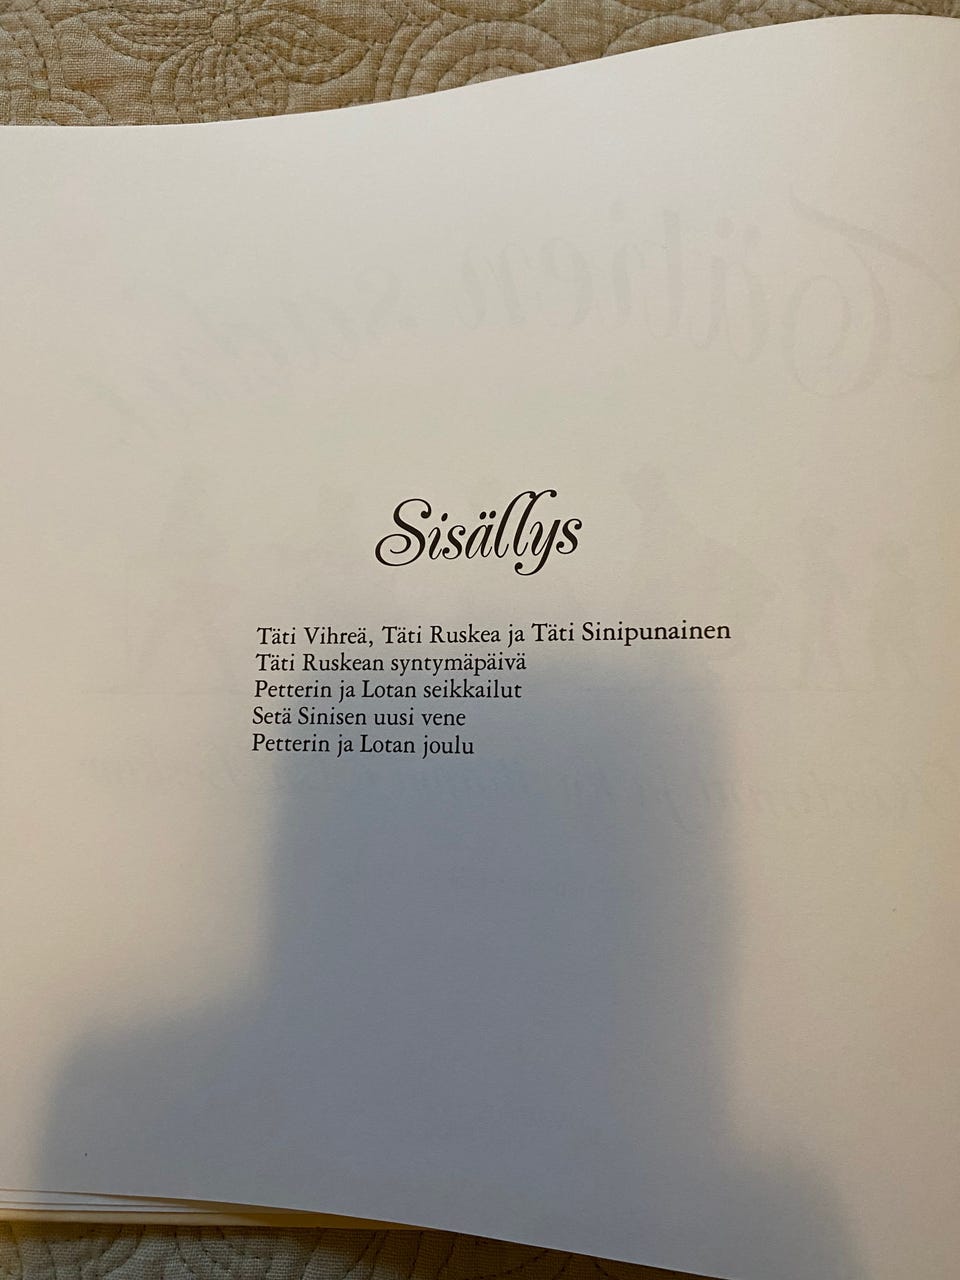 Sisällys
Täti Vihreä, Täti Ruskea ja Täti Sinipunainen
Täti Ruskean syntymäpäivä
Petterin ja Lotan seikkailut
Setä Sinisen uusi vene
Petterin ja Lotan joulu